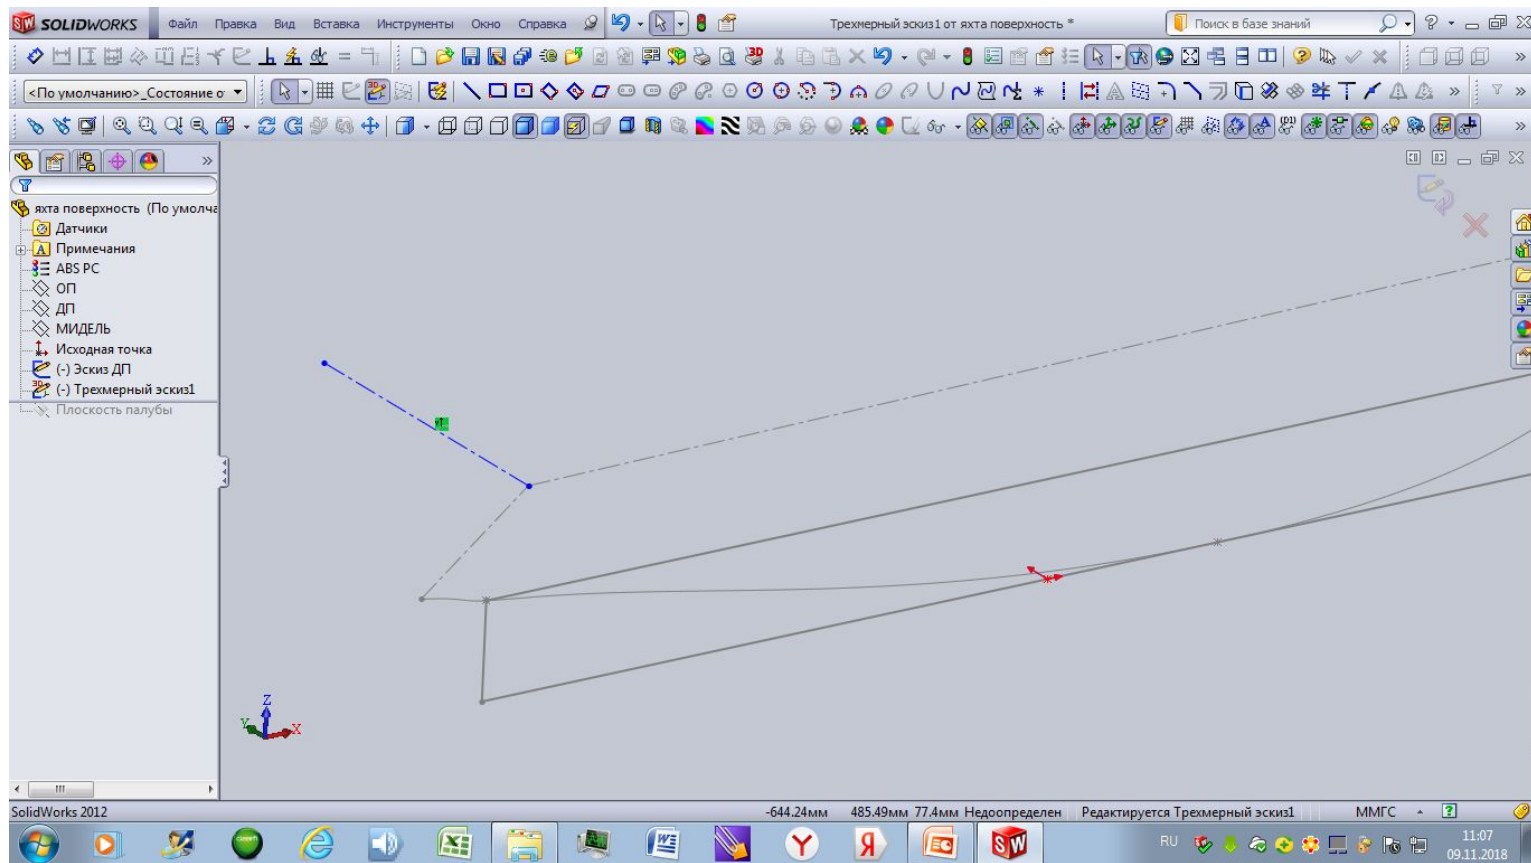 SW SOLIDWORKS Файл Правка Вид Вставка Инструменты Окно Справка Трехмерный эскиз1 от яхта поверхность * Поиск в базе знаний
<По умолчанию>_Состояние о
яхта поверхность (По умолча
Датчики
Примечания
ABS PC
ОП
ДП
МИДЕЛЬ
Исходная точка
(-) Эскиз ДП
(-) Трехмерный эскиз1
Плоскость палубы
Z
Y X
SolidWorks 2012 -644.24мм 485.49мм 77.4мм Недоопределен Редактируется Трехмерный эскиз1 ММГС
RU 11:07
09.11.2018